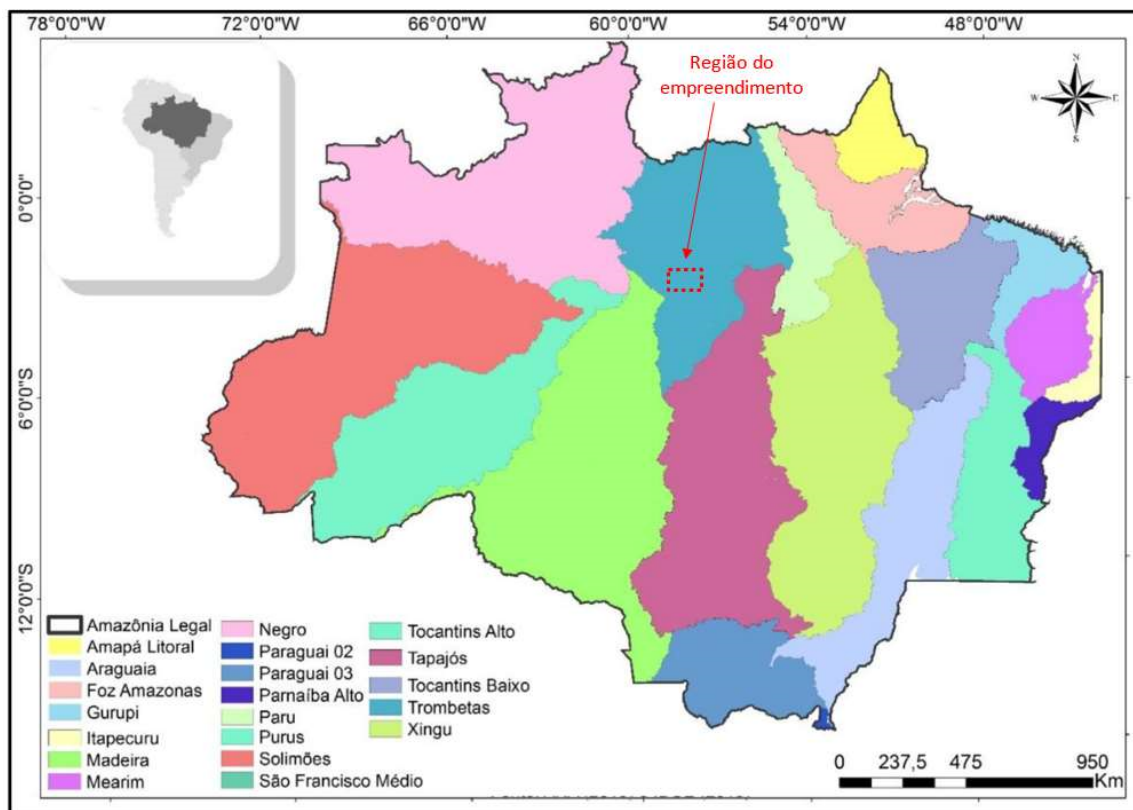 78°0'0"W
72°0'0"W
66°0'0"W
60°0'0"W
54°0'0"W
48°0'0"W
Região do
empreendimento
N
W
E
S
0°0'0"
6°0'0"S
12°0'0"S
Amazônia Legal
Amapá Litoral
Araguaia
Foz Amazonas
Gurupi
Itapecuru
Madeira
Mearim
Negro
Paraguai 02
Paraguai 03
Parnaíba Alto
Paru
Purus
Solimões
São Francisco Médio
Tocantins Alto
Tapajós
Tocantins Baixo
Trombetas
Xingu
0 237,5 475 950
Km